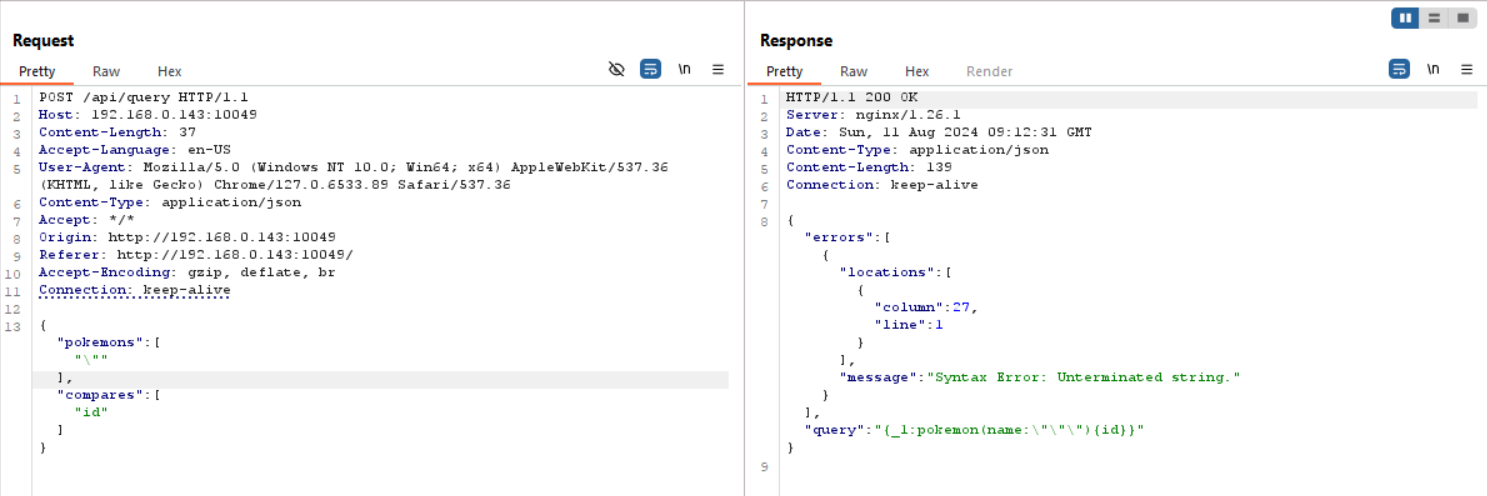 Request
Pretty Raw Hex \n
1 POST /api/query HTTP/1.1
2 Host: 192.168.0.143:10049
3 Content-Length: 37
4 Accept-Language: en-US
5 User-Agent: Mozilla/5.0 (Windows NT 10.0; Win64; x64) AppleWebKit/537.36
(KHTML, like Gecko) Chrome/127.0.6533.89 Safari/537.36
6 Content-Type: application/json
7 Accept: */*
8 Origin: http://192.168.0.143:10049
9 Referer: http://192.168.0.143:10049/
10 Accept-Encoding: gzip, deflate, br
11 Connection: keep-alive
12
13 {
"pokemons":[
"\""
],
"compares":[
"id"
]
}
Response
Pretty Raw Hex Render \n
1 HTTP/1.1 200 OK
2 Server: nginx/1.26.1
3 Date: Sun, 11 Aug 2024 09:12:31 GMT
4 Content-Type: application/json
5 Content-Length: 139
6 Connection: keep-alive
7
8 {
"errors":[
{
"locations":[
{
"column":27,
"line":1
}
],
"message":"Syntax Error: Unterminated string."
}
],
"query":"{_1:pokemon(name:\"\"\"){id}}"
}
9